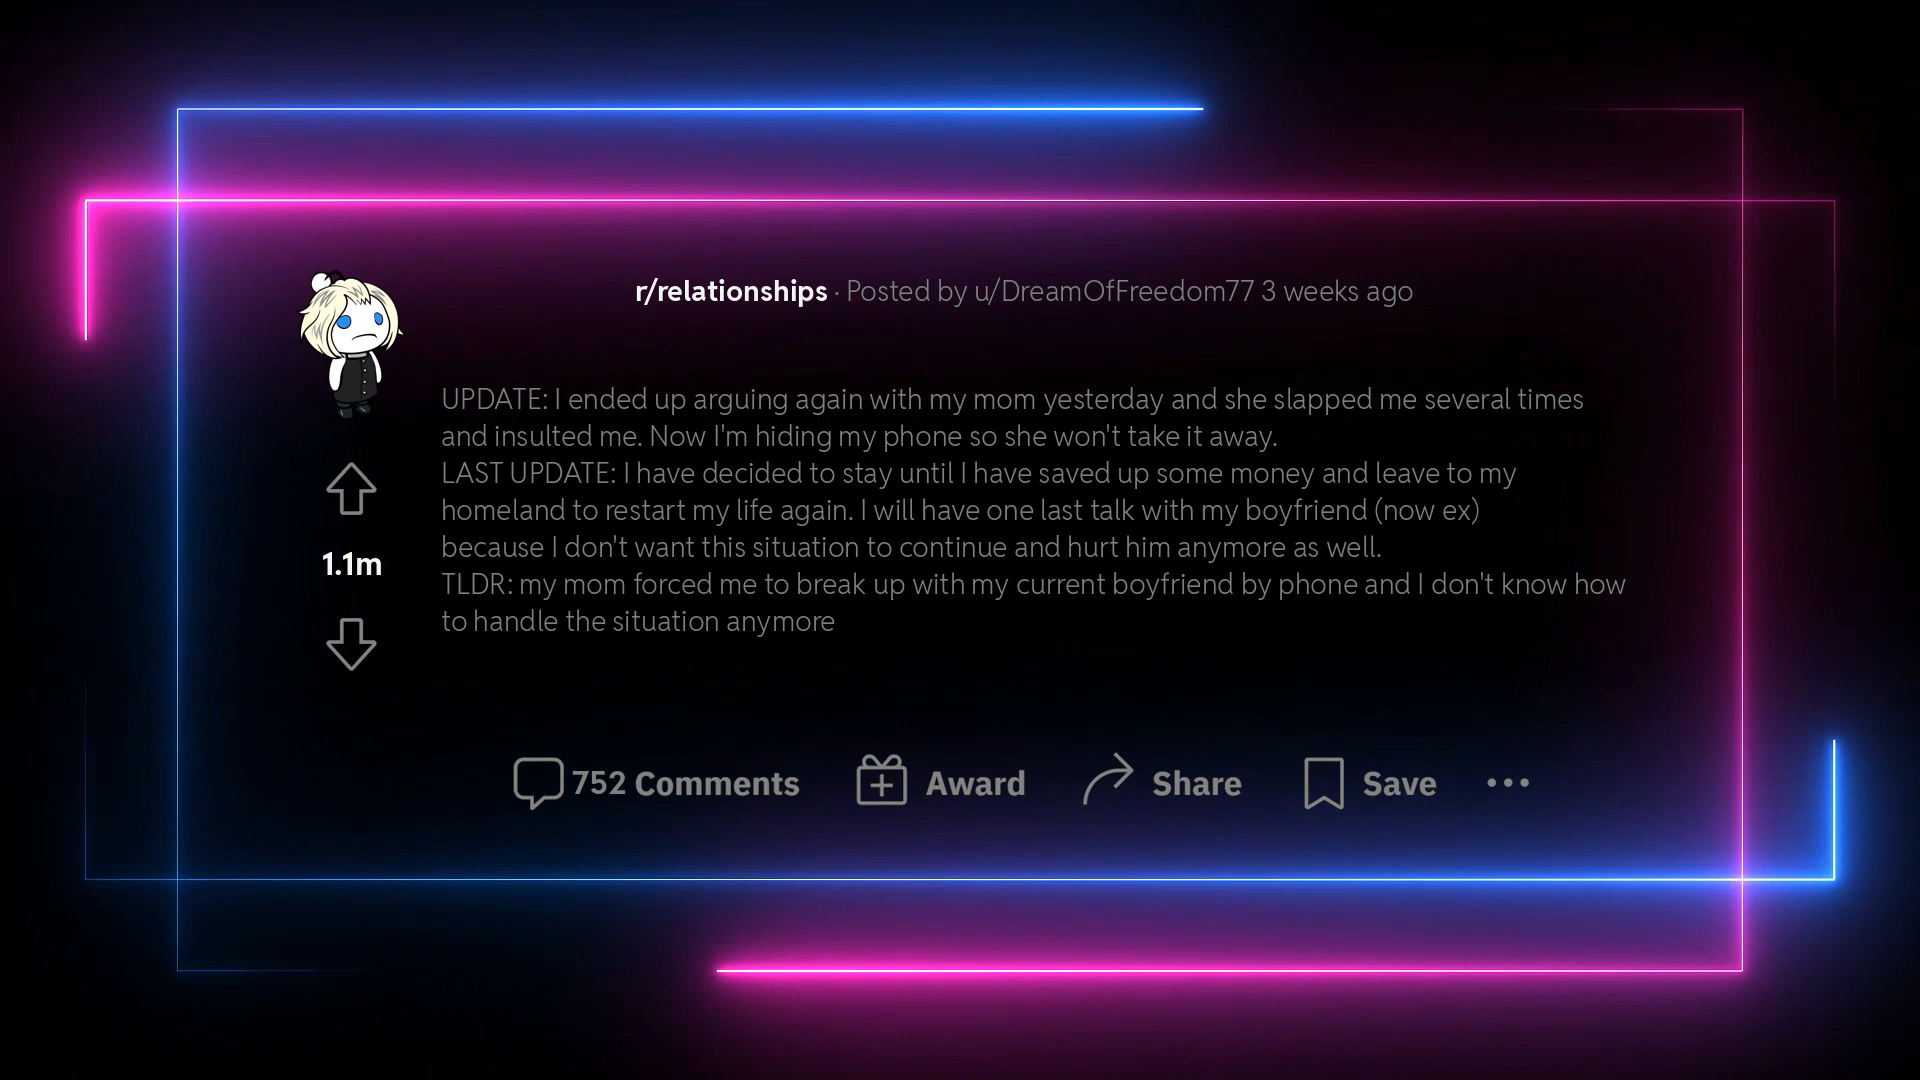 r/relationships · Posted by u/DreamOfFreedom77 3 weeks ago
UPDATE: I ended up arguing again with my mom yesterday and she slapped me several times
and insulted me. Now I'm hiding my phone so she won't take it away.
LAST UPDATE: I have decided to stay until I have saved up some money and leave to my
homeland to restart my life again. I will have one last talk with my boyfriend (now ex)
because I don't want this situation to continue and hurt him anymore as well.
TLDR: my mom forced me to break up with my current boyfriend by phone and I don't know how
to handle the situation anymore
1.1m
752 Comments Award Share Save